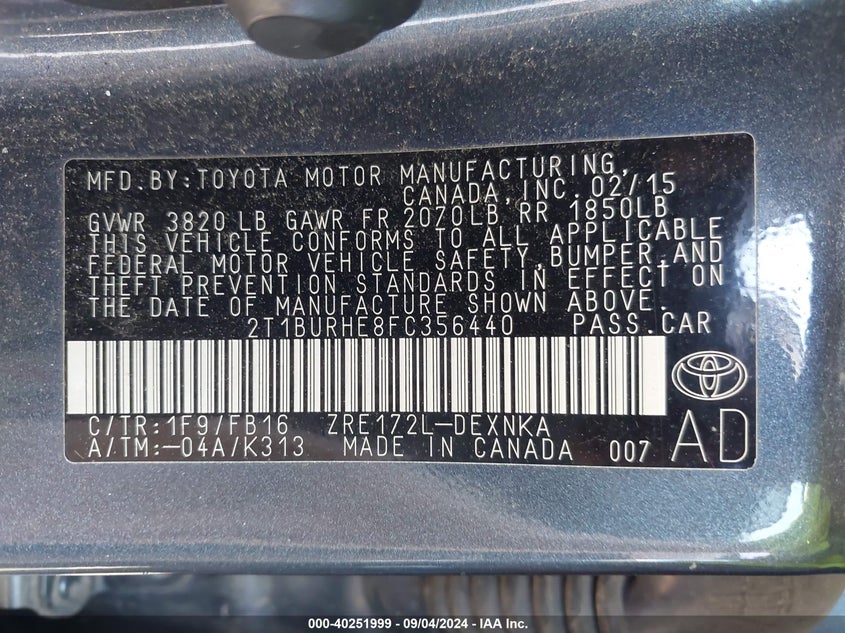 MFD.BY:TOYOTA MOTOR MANUFACTURING,
CANADA,INC.02/15
GVWR 3820 LB GAWR FR 2070LB RR 1850LB
THIS VEHICLE CONFORMS TO ALL APPLICABLE
FEDERAL MOTOR VEHICLE SAFETY,BUMPER,AND
THEFT PREVENTION STANDARDS IN EFFECT ON
THE DATE OF MANUFACTURE SHOWN ABOVE.
2T1BURHE8FC356440 PASS.CAR
C/TR:1F9/FB16 ZRE172L-DEXNKA
A/TM:-04A/K313 MADE IN CANADA 007 AD
000-40251999 - 09/04/2024 - IAA Inc.